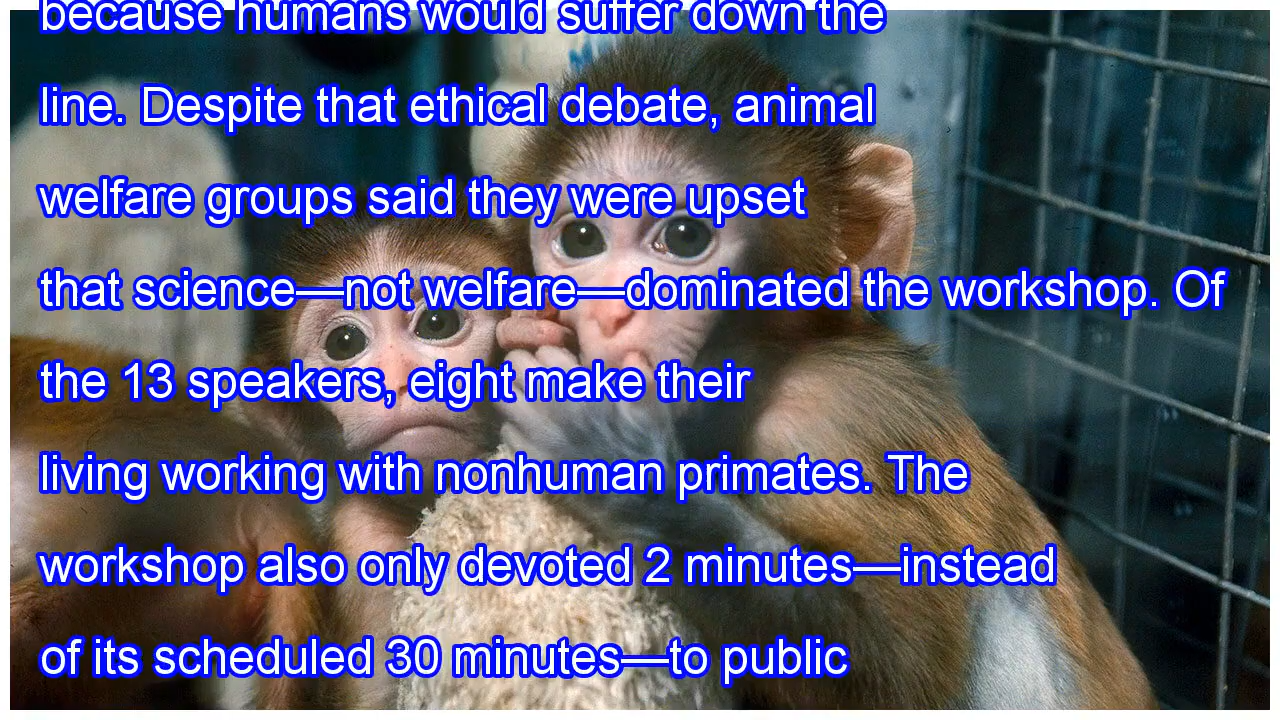 because humans would suffer down the
line. Despite that ethical debate, animal
welfare groups said they were upset
that science—not welfare—dominated the workshop. Of
the 13 speakers, eight make their
living working with nonhuman primates. The
workshop also only devoted 2 minutes—instead
of its scheduled 30 minutes—to public